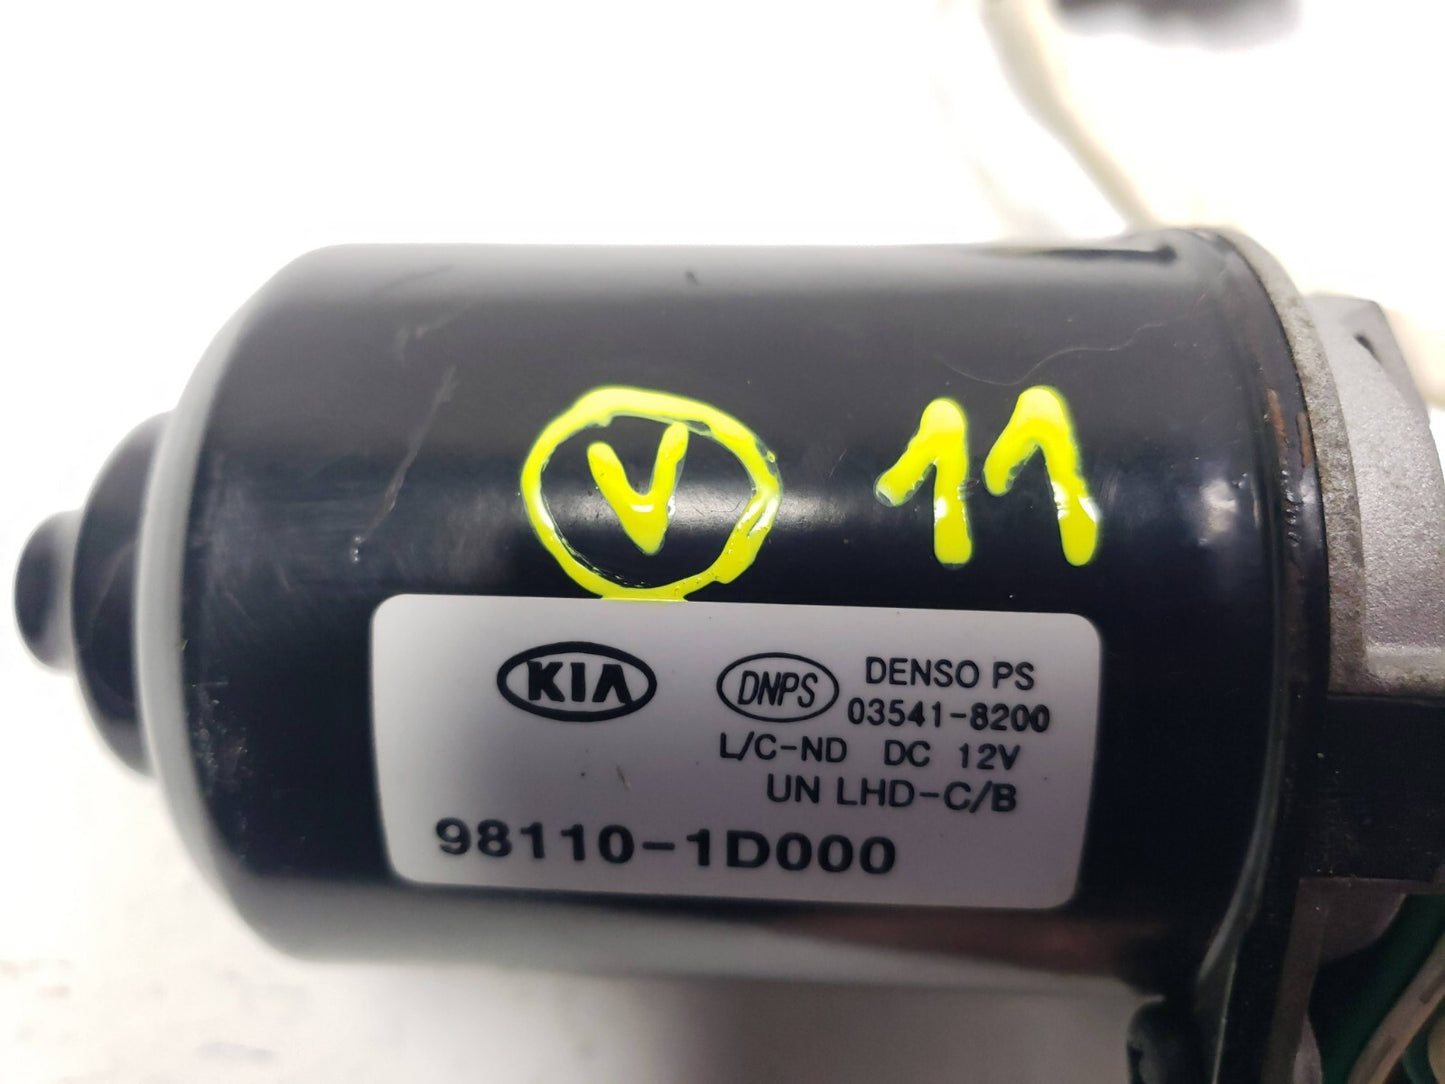 V 11
KIA DNPS DENSO PS
03541-8200
L/C-ND DC 12V
UN LHD-C/B
98110-1D000